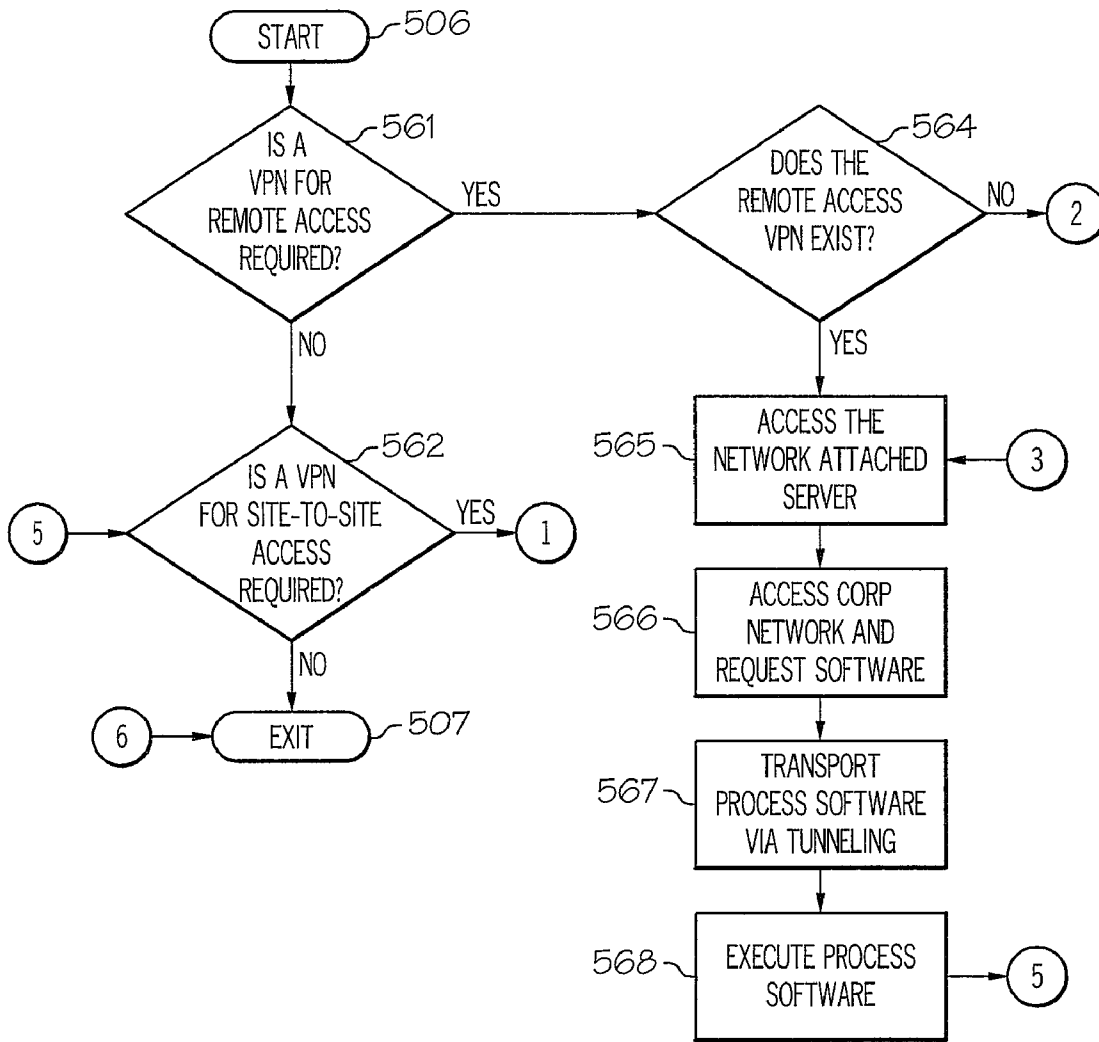 START
506
IS A
VPN FOR
REMOTE ACCESS
REQUIRED?
561
YES
NO
DOES THE
REMOTE ACCESS
VPN EXIST?
564
NO
2
YES
5
IS A VPN
FOR SITE-TO-SITE
ACCESS
REQUIRED?
562
YES
1
NO
6
EXIT
507
565
ACCESS THE
NETWORK ATTACHED
SERVER
3
566
ACCESS CORP
NETWORK AND
REQUEST SOFTWARE
567
TRANSPORT
PROCESS SOFTWARE
VIA TUNNELING
568
EXECUTE PROCESS
SOFTWARE
5